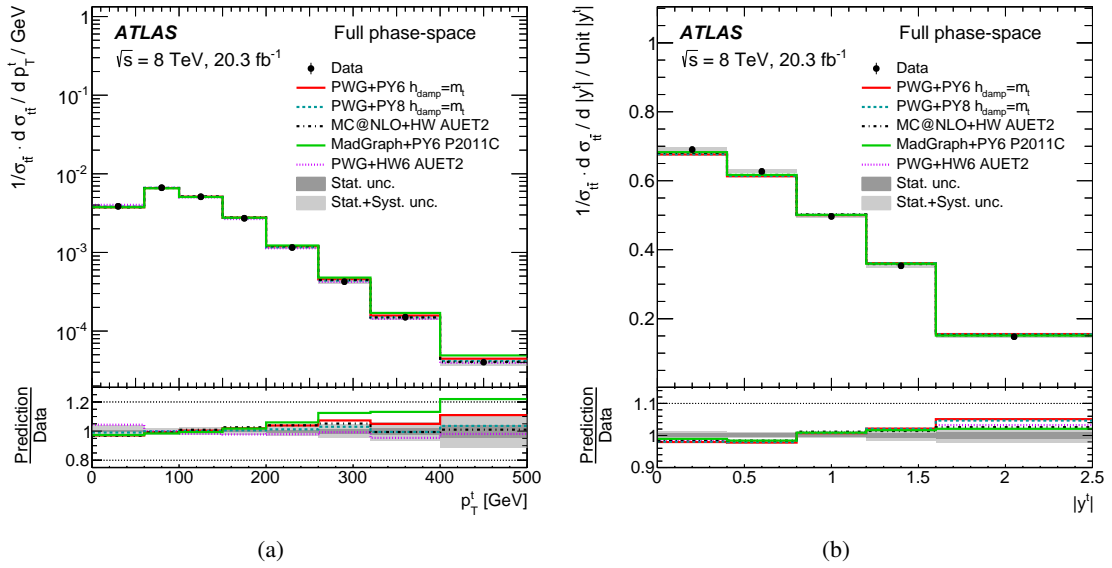 1/σ_tt̄ · d σ_tt̄ / d p_T^t / GeV
1
10^-1
10^-2
10^-3
10^-4
ATLAS Full phase-space
√s = 8 TeV, 20.3 fb^-1
Data
PWG+PY6 h_damp=m_t
PWG+PY8 h_damp=m_t
MC@NLO+HW AUET2
MadGraph+PY6 P2011C
PWG+HW6 AUET2
Stat. unc.
Stat.+Syst. unc.
Prediction
Data
1.2
1
0.8
0 100 200 300 400 500
p_T^t [GeV]
(a)
1/σ_tt̄ · d σ_tt̄ / d |y^t| / Unit |y^t|
1
0.8
0.6
0.4
0.2
ATLAS Full phase-space
√s = 8 TeV, 20.3 fb^-1
Data
PWG+PY6 h_damp=m_t
PWG+PY8 h_damp=m_t
MC@NLO+HW AUET2
MadGraph+PY6 P2011C
PWG+HW6 AUET2
Stat. unc.
Stat.+Syst. unc.
Prediction
Data
1.1
1
0.9
0 0.5 1 1.5 2 2.5
|y^t|
(b)